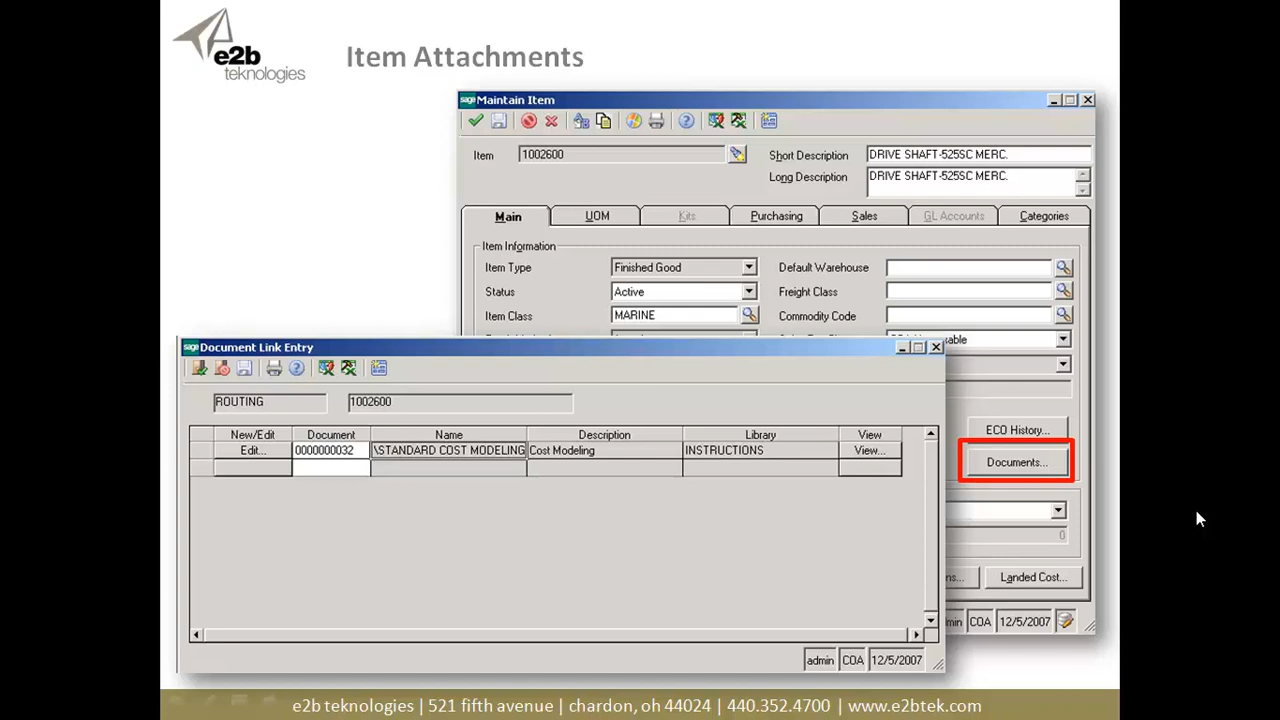 e2b
teknologies
Item Attachments
sage Maintain Item
Item 1002600 Short Description DRIVE SHAFT-525SC MERC.
Long Description DRIVE SHAFT-525SC MERC.
Main UOM Kits Purchasing Sales GL Accounts Categories
Item Information
Item Type Finished Good Default Warehouse
Status Active Freight Class
Item Class MARINE Commodity Code
ECO History...
Documents...
0
Landed Cost...
COA 12/5/2007
sage Document Link Entry
ROUTING 1002600
New/Edit Document Name Description Library View
Edit... 0000000032 \STANDARD COST MODELING Cost Modeling INSTRUCTIONS View...
admin COA 12/5/2007
e2b teknologies | 521 fifth avenue | chardon, oh 44024 | 440.352.4700 | www.e2btek.com